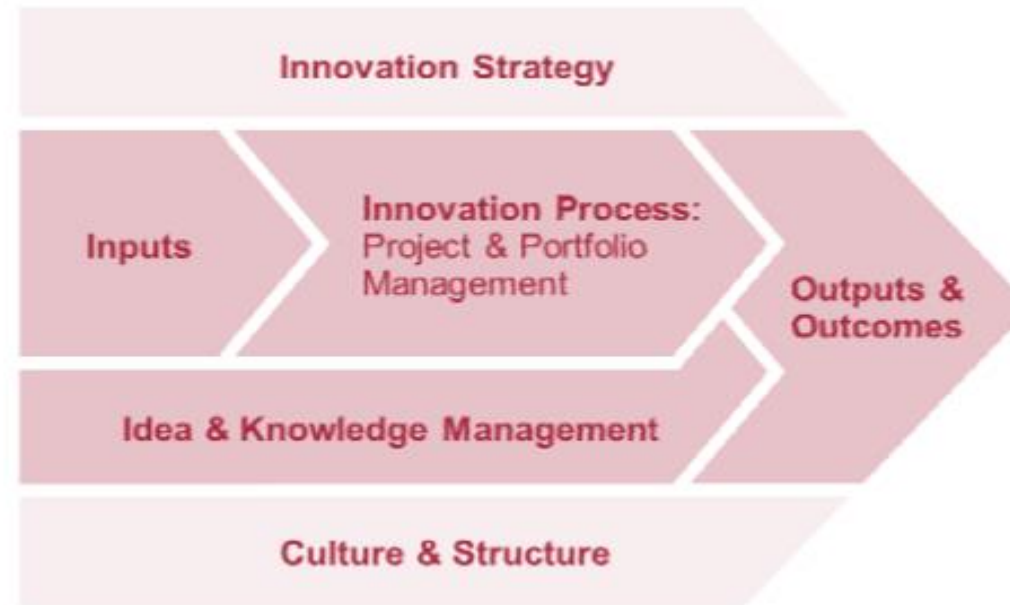 Innovation Strategy
Inputs
Innovation Process:
Project & Portfolio
Management
Outputs &
Outcomes
Idea & Knowledge Management
Culture & Structure